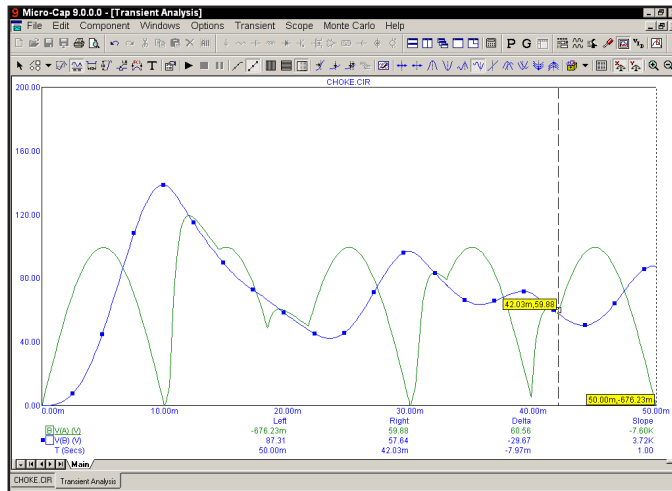 9 Micro-Cap 9.0.0.0 - [Transient Analysis]
File Edit Component Windows Options Transient Scope Monte Carlo Help
CHOKE.CIR
200.00
160.00
120.00
80.00
42.03m,59.88
40.00
50.00m,-676.23m
0.00
0.00m 10.00m 20.00m 30.00m 40.00m 50.00m
Left Right Delta Slope
V(A) (V) -676.23m 59.88 60.56 -7.60K
V(B) (V) 87.31 57.64 -29.67 3.72K
T (Secs) 50.00m 42.03m -7.97m 1.00
Main
CHOKE.CIR Transient Analysis